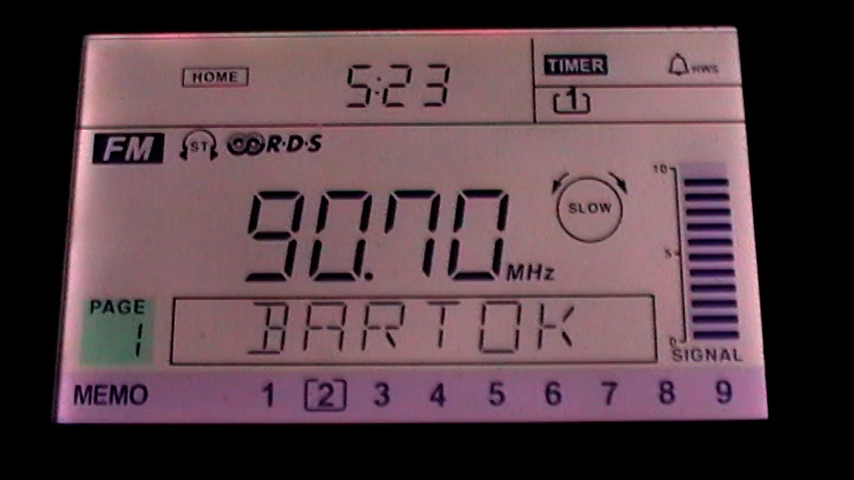 HOME 5:23 TIMER HWS
1
FM ST R·D·S
90.70 MHz
SLOW
10
5
0
SIGNAL
PAGE
1
BARTOK
MEMO 1 2 3 4 5 6 7 8 9